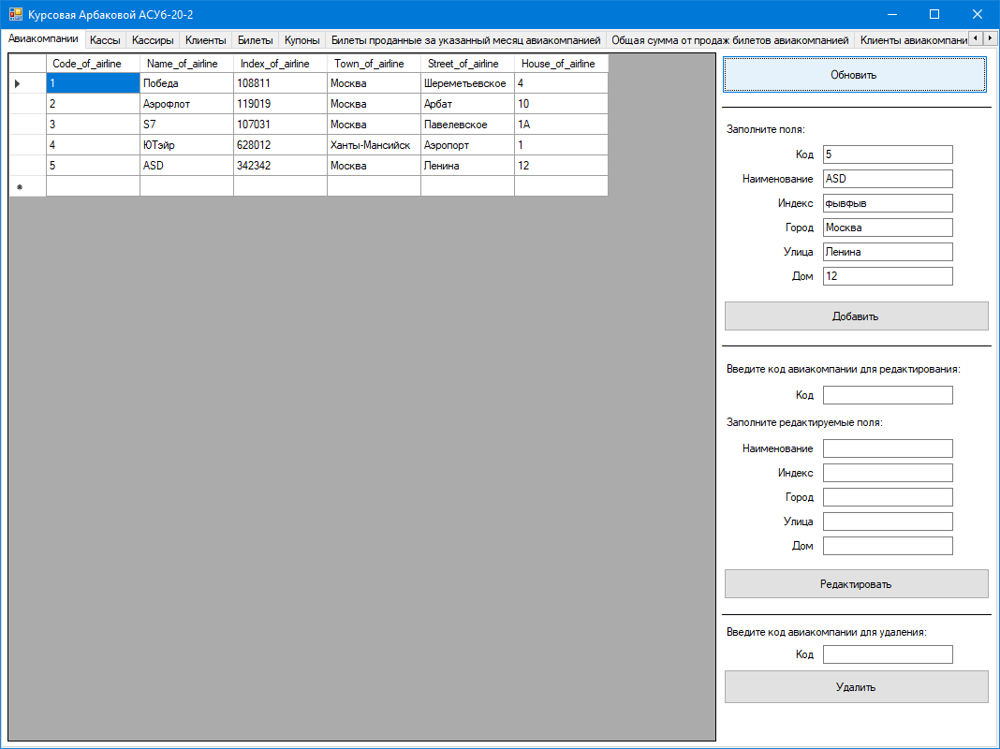 Курсовая Арбаковой АСУб-20-2
Авиакомпании Кассы Кассиры Клиенты Билеты Купоны Билеты проданные за указанный месяц авиакомпанией Общая сумма от продаж билетов авиакомпанией Клиенты авиакомпани
Code_of_airline Name_of_airline Index_of_airline Town_of_airline Street_of_airline House_of_airline
1 Победа 108811 Москва Шереметьевское 4
2 Аэрофлот 119019 Москва Арбат 10
3 S7 107031 Москва Павелевское 1А
4 ЮТэйр 628012 Ханты-Мансийск Аэропорт 1
5 ASD 342342 Москва Ленина 12
Обновить
Заполните поля:
Код 5
Наименование ASD
Индекс фывфыв
Город Москва
Улица Ленина
Дом 12
Добавить
Введите код авиакомпании для редактирования:
Код
Заполните редактируемые поля:
Наименование
Индекс
Город
Улица
Дом
Редактировать
Введите код авиакомпании для удаления:
Код
Удалить